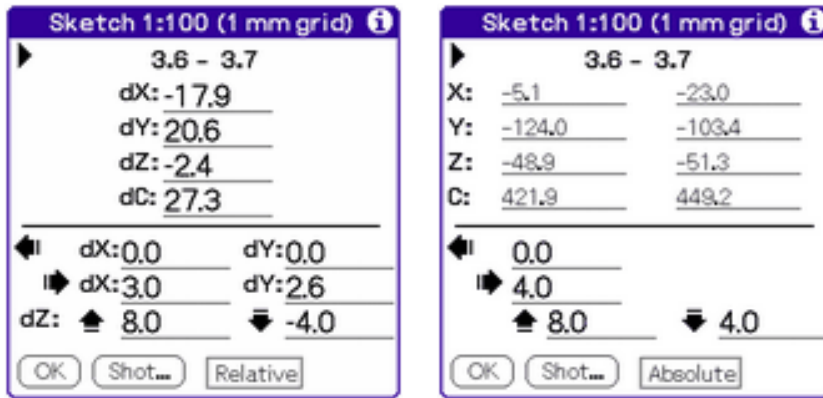 Sketch 1:100 (1 mm grid)
3.6 - 3.7
dX: -17.9
dY: 20.6
dZ: -2.4
dC: 27.3
dX: 0.0 dY: 0.0
dX: 3.0 dY: 2.6
dZ: 8.0 -4.0
OK Shot... Relative
Sketch 1:100 (1 mm grid)
3.6 - 3.7
X: -5.1 -23.0
Y: -124.0 -103.4
Z: -48.9 -51.3
C: 421.9 449.2
0.0
4.0
8.0 4.0
OK Shot... Absolute